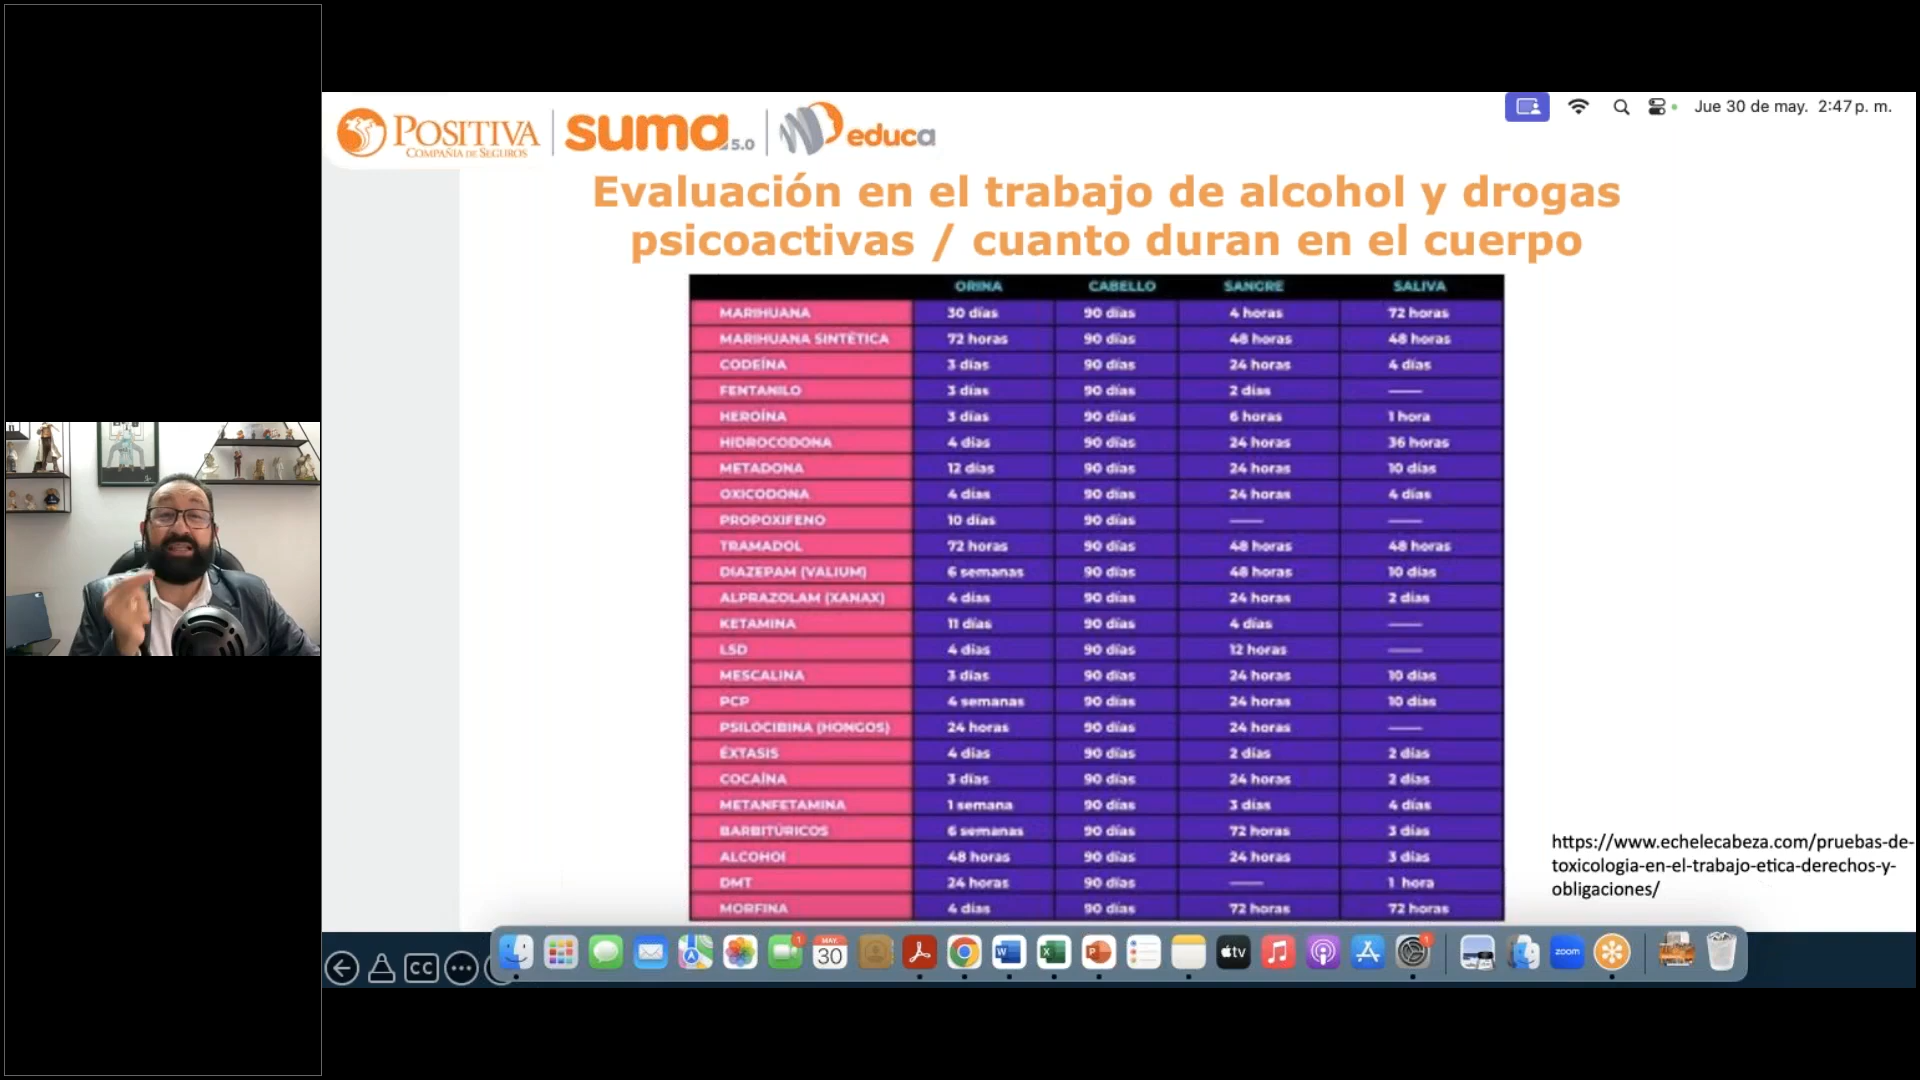 POSITIVA
COMPAÑIA DE SEGUROS
suma 5.0
educa
Jue 30 de may. 2:47 p. m.
Evaluación en el trabajo de alcohol y drogas
psicoactivas / cuanto duran en el cuerpo
ORINA CABELLO SANGRE SALIVA
MARIHUANA 30 días 90 días 4 horas 72 horas
MARIHUANA SINTÉTICA 72 horas 90 días 48 horas 48 horas
CODEÍNA 3 días 90 días 24 horas 4 días
FENTANILO 3 días 90 días 2 días —
HEROÍNA 3 días 90 días 6 horas 1 hora
HIDROCODONA 4 días 90 días 24 horas 36 horas
METADONA 12 días 90 días 24 horas 10 días
OXICODONA 4 días 90 días 24 horas 4 días
PROPOXIFENO 10 días 90 días — —
TRAMADOL 72 horas 90 días 48 horas 48 horas
DIAZEPAM (VALIUM) 6 semanas 90 días 48 horas 10 días
ALPRAZOLAM (XANAX) 4 días 90 días 24 horas 2 días
KETAMINA 11 días 90 días 4 días —
LSD 4 días 90 días 12 horas —
MESCALINA 3 días 90 días 24 horas 10 días
PCP 4 semanas 90 días 24 horas 10 días
PSILOCIBINA (HONGOS) 24 horas 90 días 24 horas —
ÉXTASIS 4 días 90 días 2 días 2 días
COCAÍNA 3 días 90 días 24 horas 2 días
METANFETAMINA 1 semana 90 días 3 días 4 días
BARBITÚRICOS 6 semanas 90 días 72 horas 3 días
ALCOHOl 48 horas 90 días 24 horas 3 días
DMT 24 horas 90 días — 1 hora
MORFINA 4 días 90 días 72 horas 72 horas
https://www.echelecabeza.com/pruebas-de-
toxicologia-en-el-trabajo-etica-derechos-y-
obligaciones/
CC
1
MAY. 30
W
X
P
tv
1
zoom